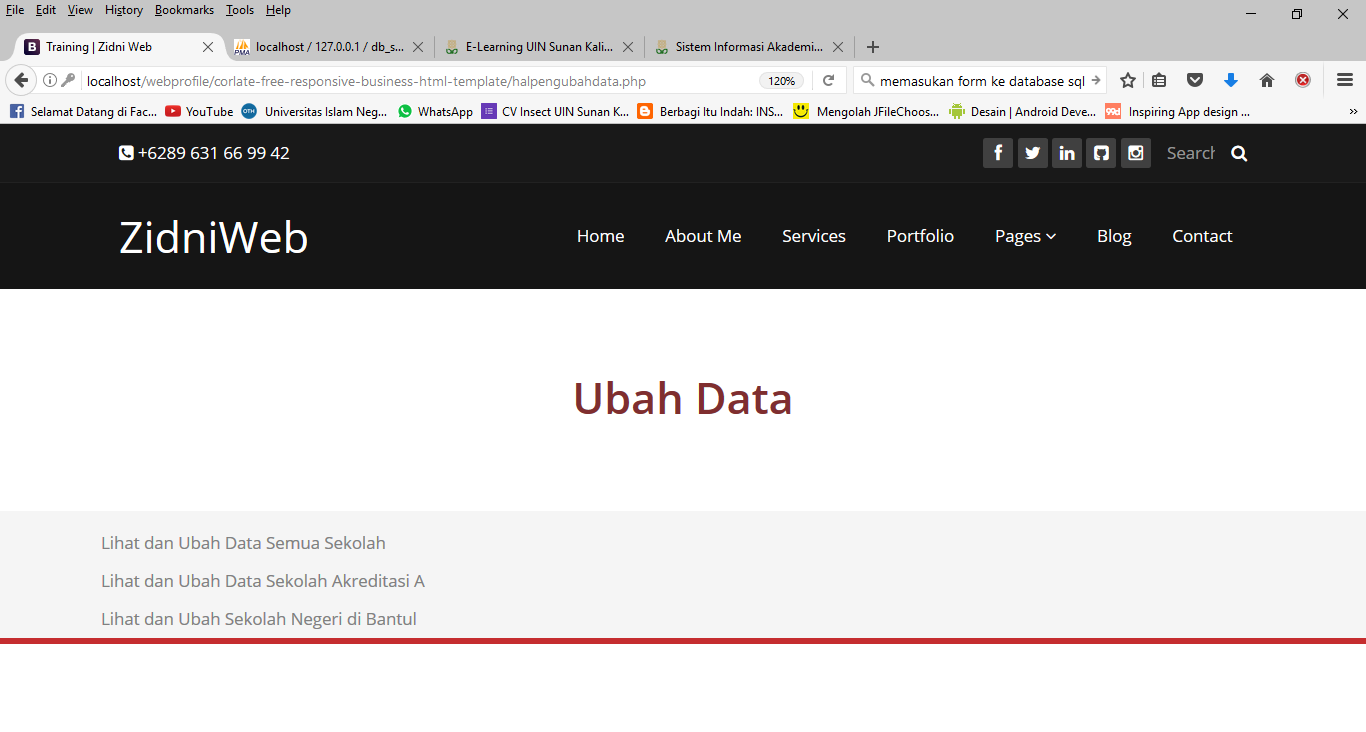 File Edit View History Bookmarks Tools Help
Training | Zidni Web
localhost / 127.0.0.1 / db_s...
E-Learning UIN Sunan Kali...
Sistem Informasi Akademi...
localhost/webprofile/corlate-free-responsive-business-html-template/halpengubahdata.php
120%
memasukan form ke database sql
Selamat Datang di Fac... YouTube Universitas Islam Neg... WhatsApp CV Insect UIN Sunan K... Berbagi Itu Indah: INS... Mengolah JFileChoos... Desain | Android Deve... Inspiring App design ...
+6289 631 66 99 42
Search
ZidniWeb
Home About Me Services Portfolio Pages Blog Contact
Ubah Data
Lihat dan Ubah Data Semua Sekolah
Lihat dan Ubah Data Sekolah Akreditasi A
Lihat dan Ubah Sekolah Negeri di Bantul